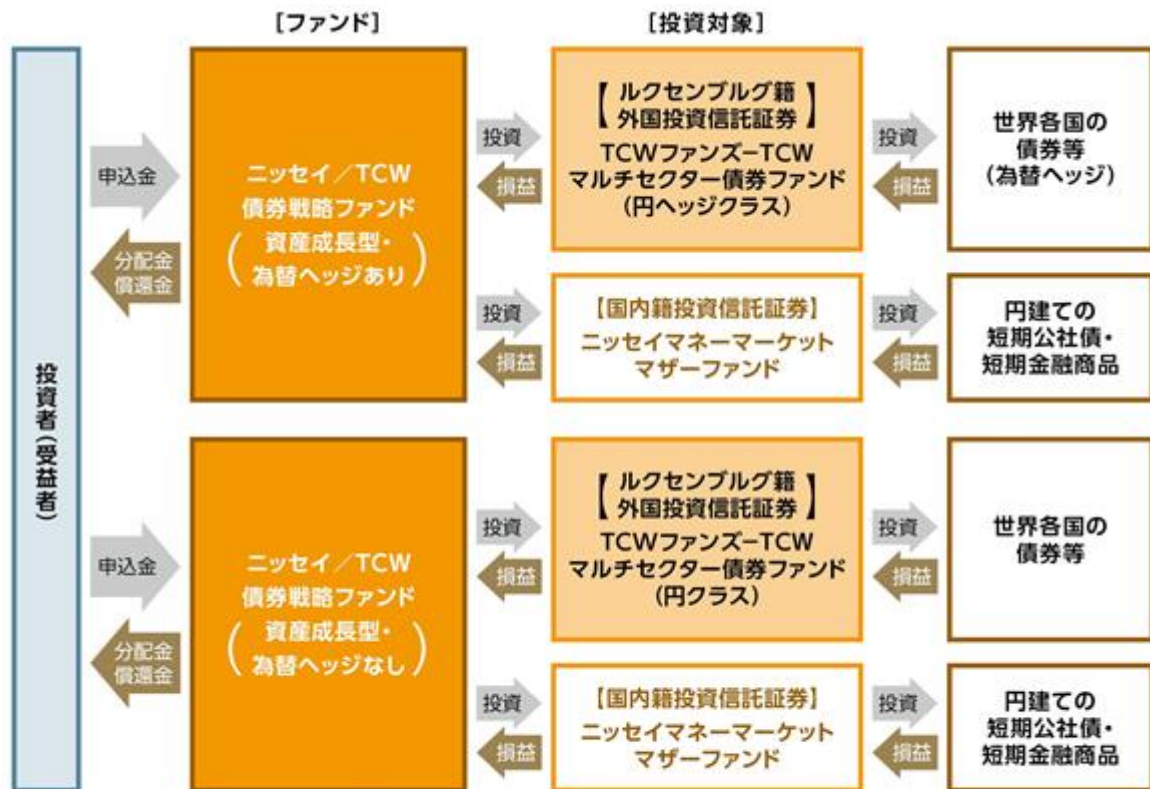 [ファンド]
[投資対象]
投資者(受益者)
申込金
分配金
償還金
ニッセイ/TCW
債券戦略ファンド
(資産成長型・
為替ヘッジあり)
投資
損益
【ルクセンブルグ籍
外国投資信託証券】
TCWファンズーTCW
マルチセクター債券ファンド
(円ヘッジクラス)
投資
損益
世界各国の
債券等
(為替ヘッジ)
投資
損益
【国内籍投資信託証券】
ニッセイマネーマーケット
マザーファンド
投資
損益
円建ての
短期公社債・
短期金融商品
申込金
分配金
償還金
ニッセイ/TCW
債券戦略ファンド
(資産成長型・
為替ヘッジなし)
投資
損益
【ルクセンブルグ籍
外国投資信託証券】
TCWファンズーTCW
マルチセクター債券ファンド
(円クラス)
投資
損益
世界各国の
債券等
投資
損益
【国内籍投資信託証券】
ニッセイマネーマーケット
マザーファンド
投資
損益
円建ての
短期公社債・
短期金融商品